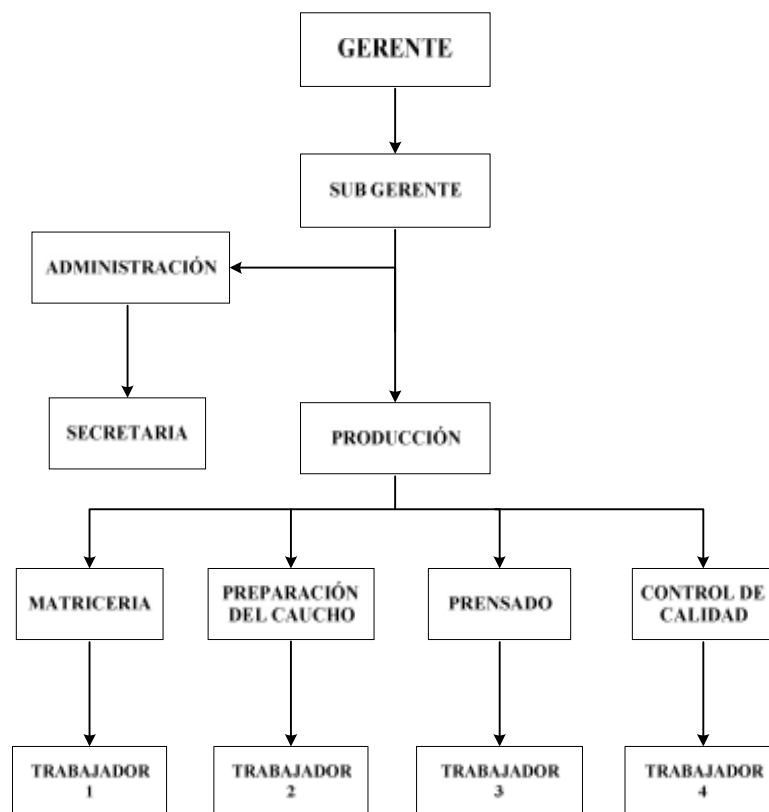 GERENTE
SUB GERENTE
ADMINISTRACIÓN
SECRETARIA
PRODUCCIÓN
MATRICERIA
PREPARACIÓN
DEL CAUCHO
PRENSADO
CONTROL DE
CALIDAD
TRABAJADOR
1
TRABAJADOR
2
TRABAJADOR
3
TRABAJADOR
4